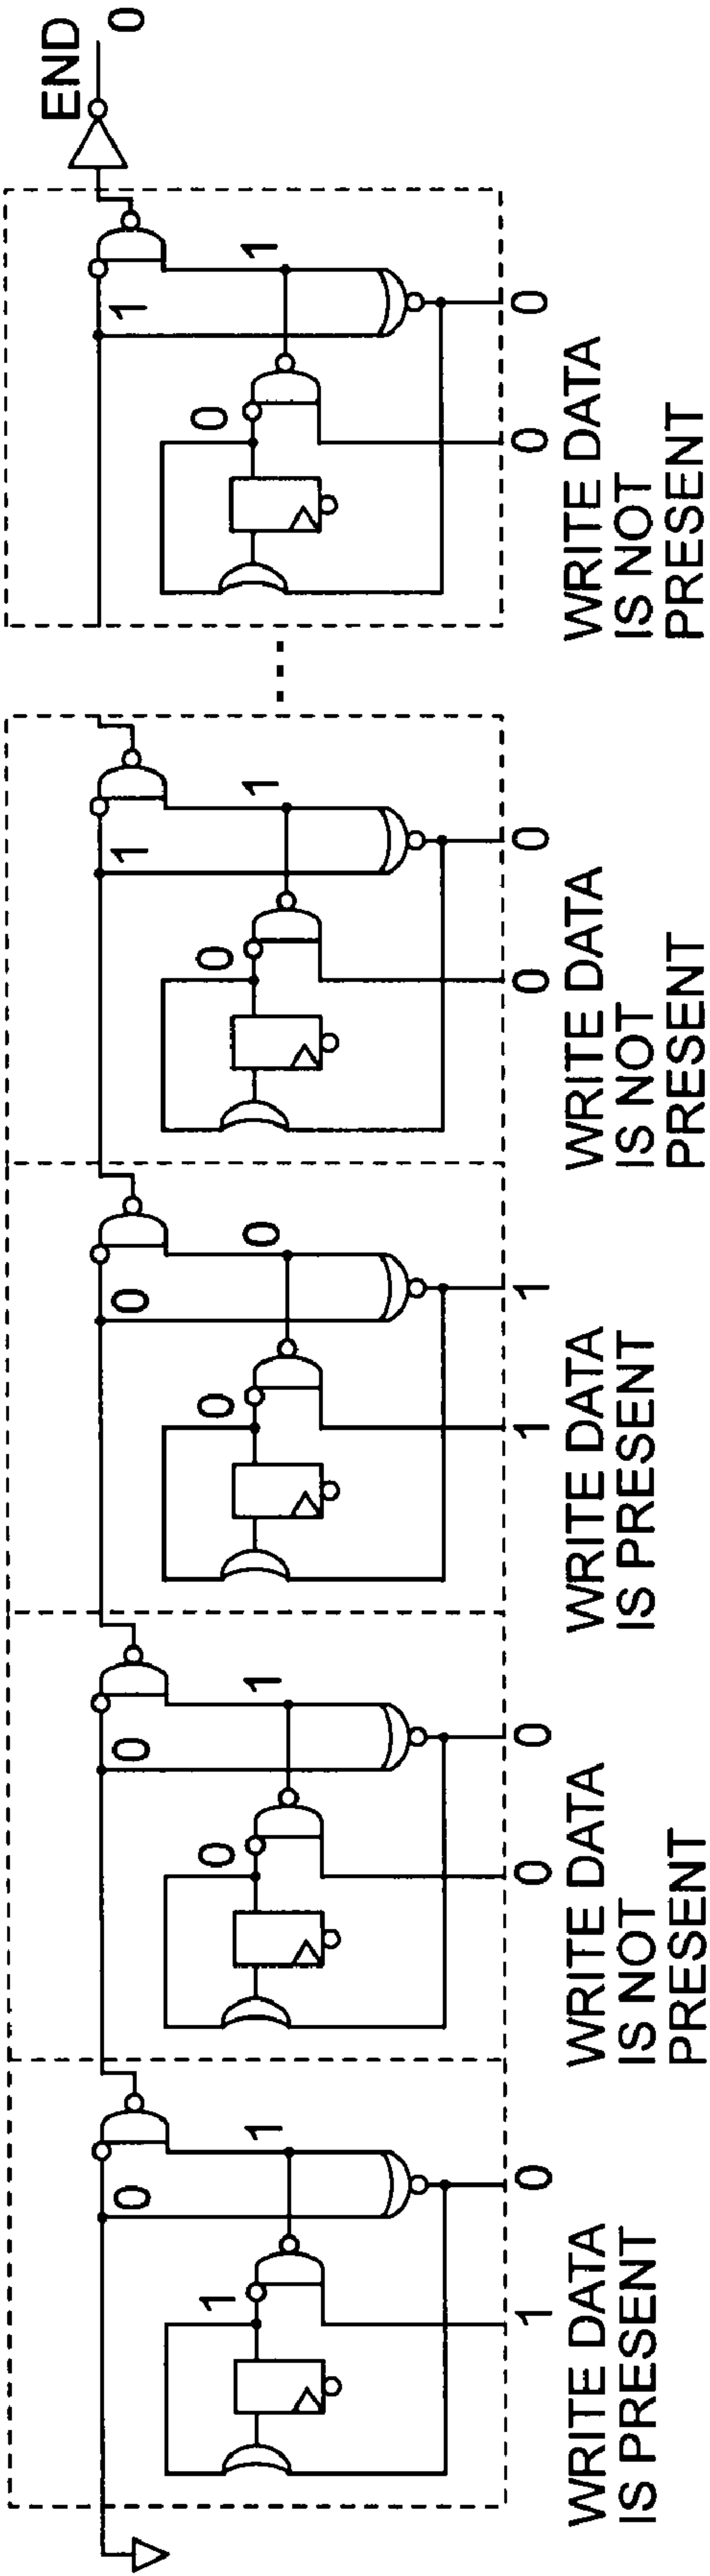 END
0 0 0 1 1 0
1 0 0 0 0
1 1 0 1 1
1 0 0 0 1 1 0 0 0 0
WRITE DATA
IS PRESENT
WRITE DATA
IS NOT
PRESENT
WRITE DATA
IS PRESENT
WRITE DATA
IS NOT
PRESENT
WRITE DATA
IS NOT
PRESENT